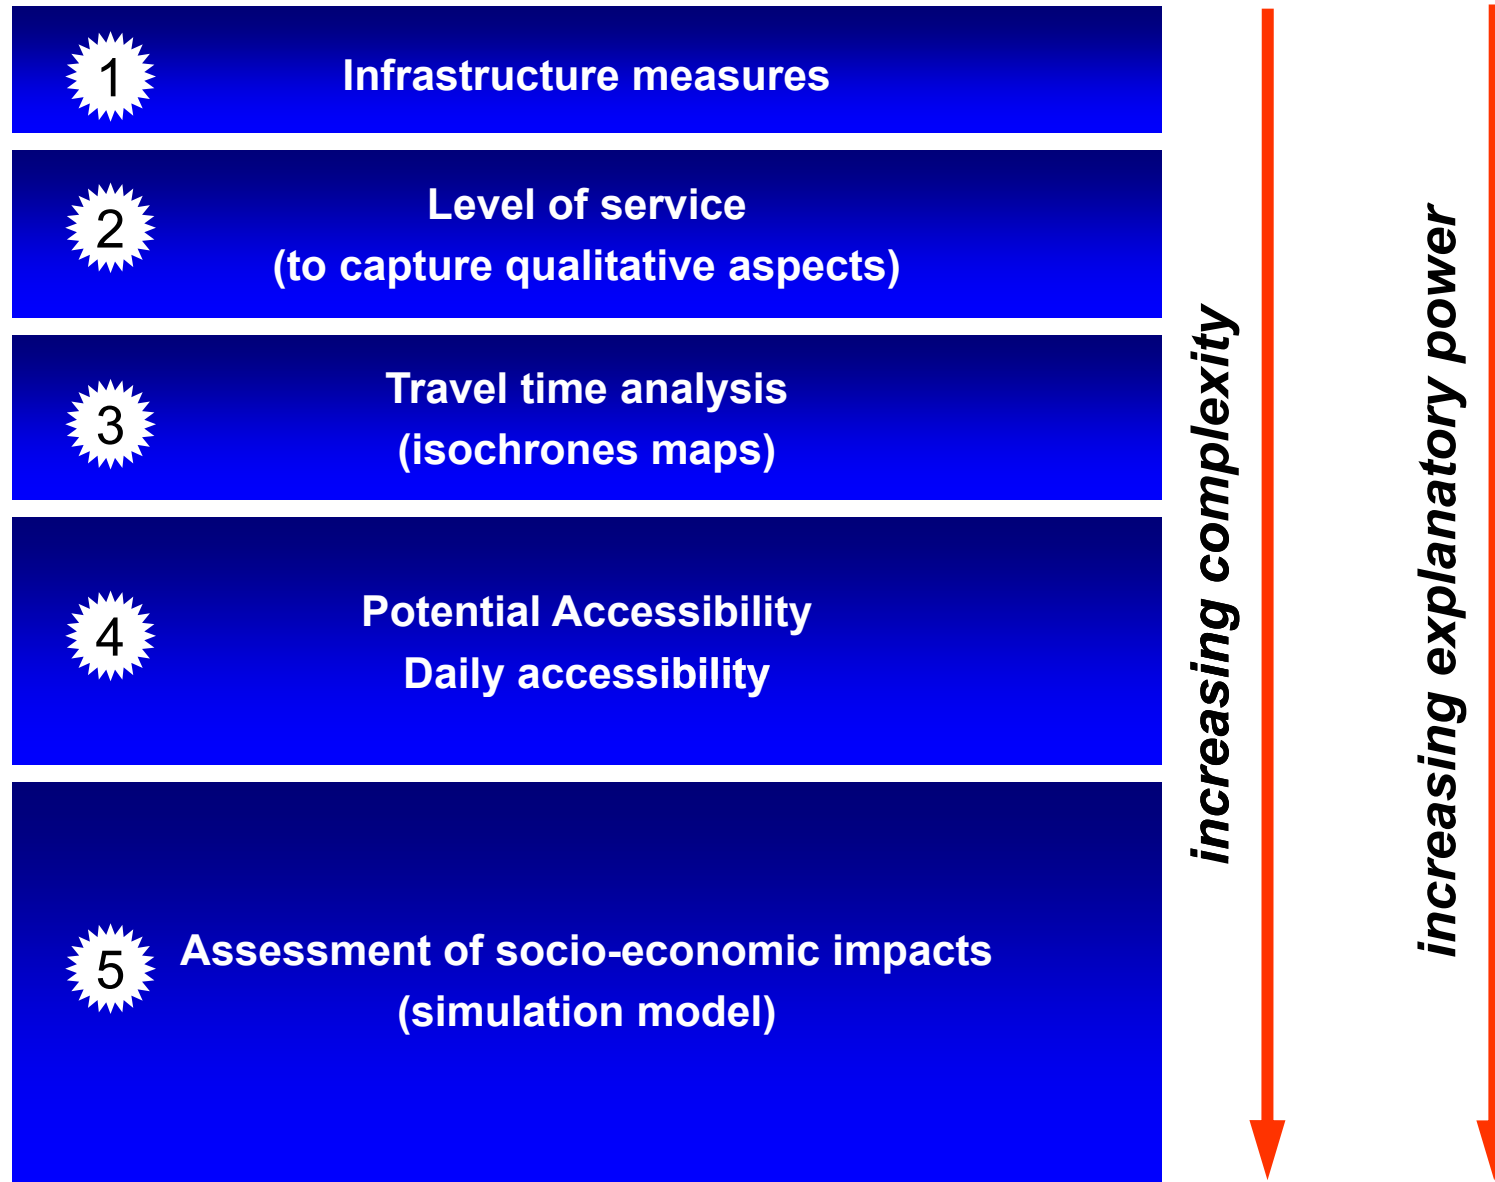 1
Infrastructure measures
2
Level of service
(to capture qualitative aspects)
3
Travel time analysis
(isochrones maps)
4
Potential Accessibility
Daily accessibility
5
Assessment of socio-economic impacts
(simulation model)
increasing complexity
increasing explanatory power